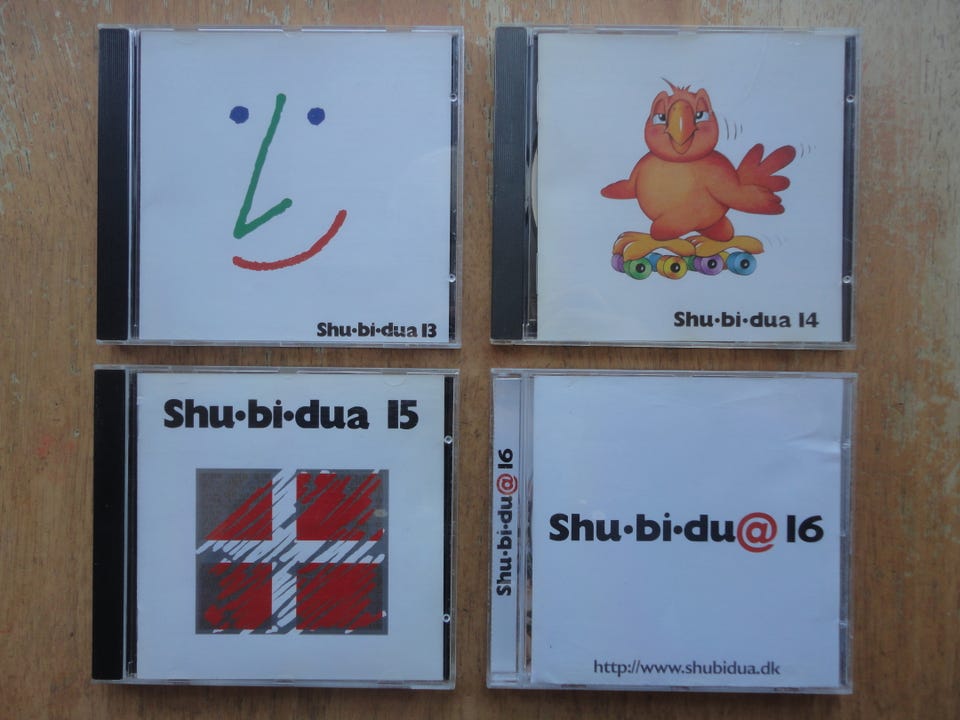 Shu•bi•dua 13
Shu•bi•dua 14
Shu•bi•dua 15
Shu•bi•du@ 16
Shu•bi•du@ 16
http://www.shubidua.dk